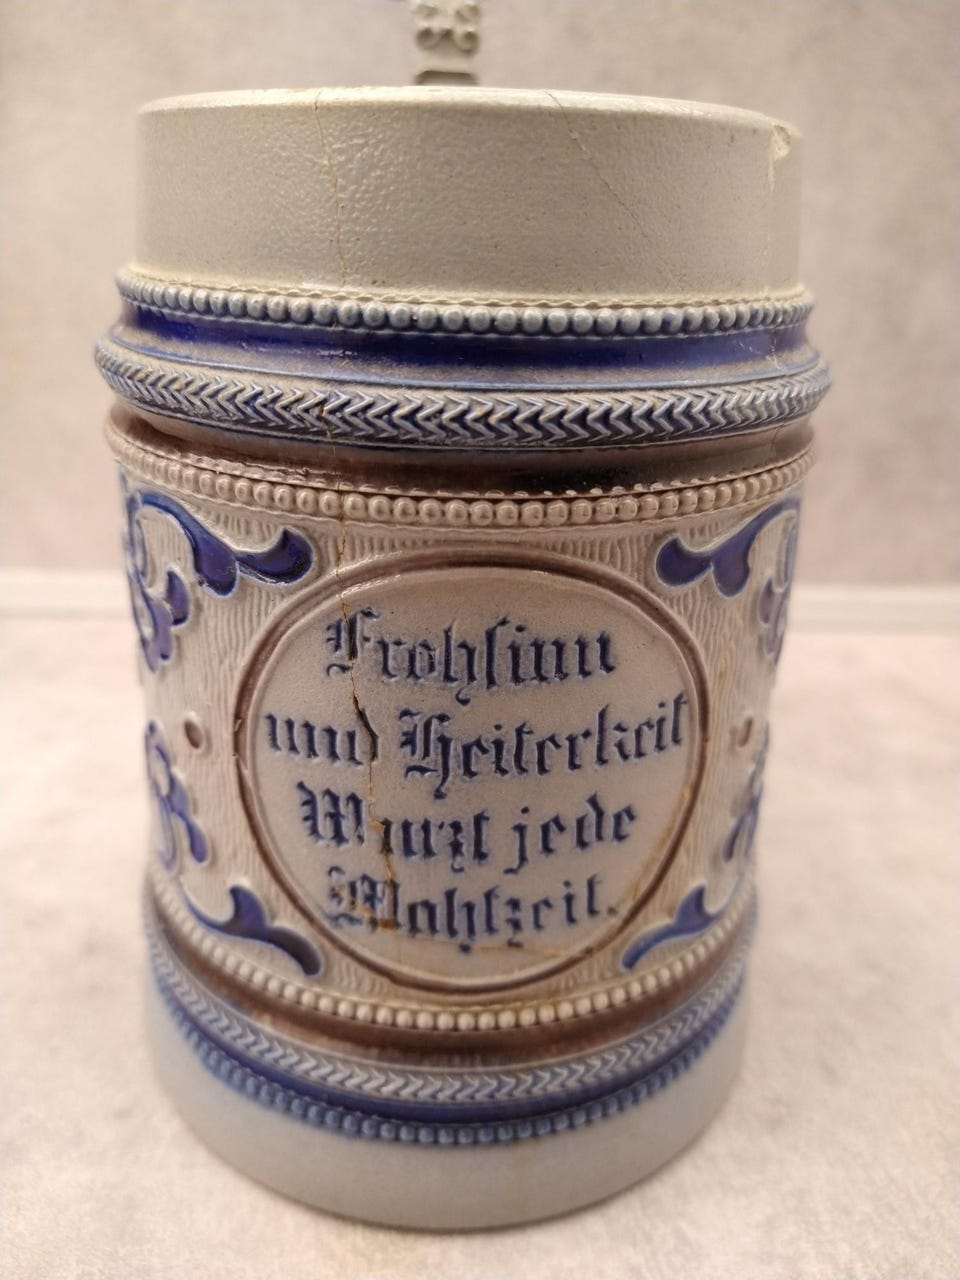 Frohsinn
und Heiterkeit
Würzt jede
Mahlzeit.